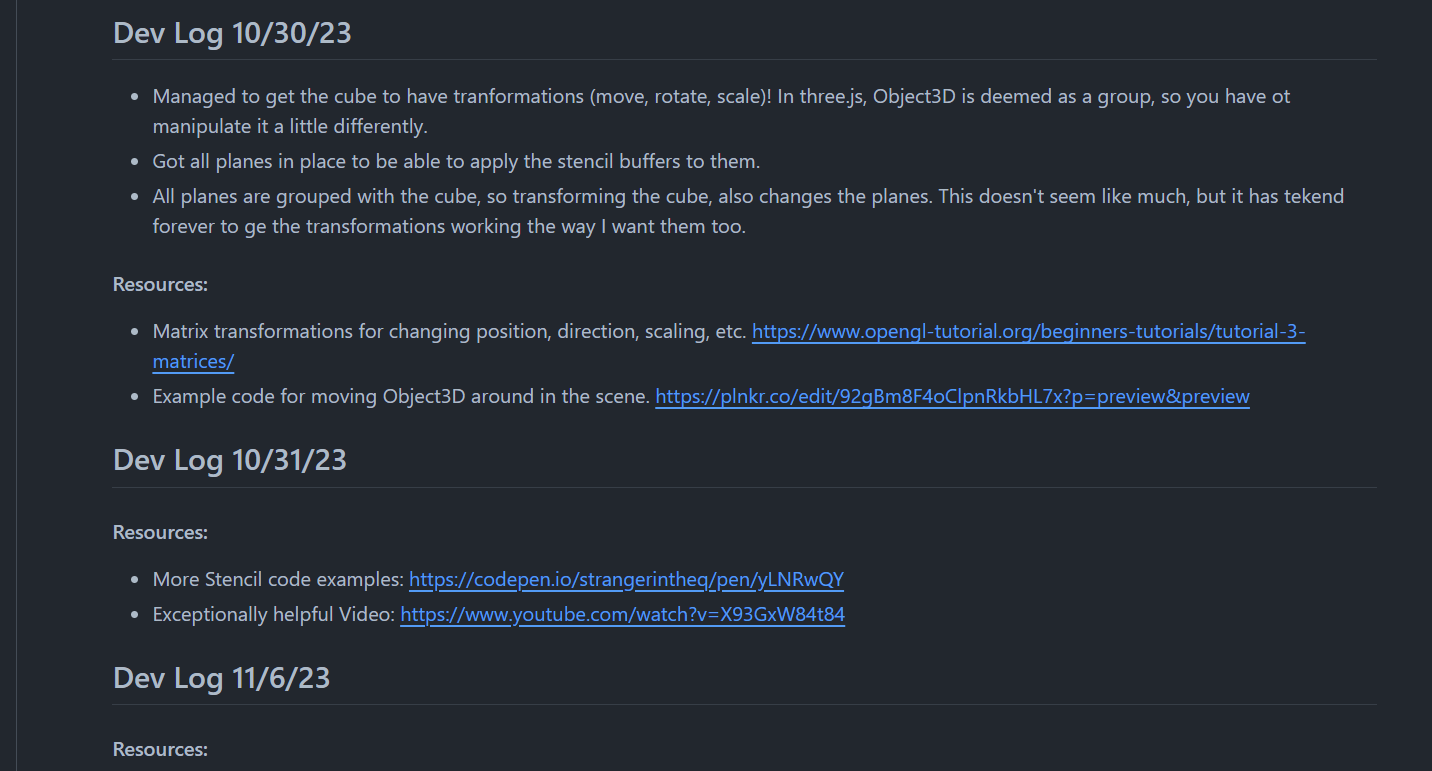 Dev Log 10/30/23
Managed to get the cube to have tranformations (move, rotate, scale)! In three.js, Object3D is deemed as a group, so you have ot
manipulate it a little differently.
Got all planes in place to be able to apply the stencil buffers to them.
All planes are grouped with the cube, so transforming the cube, also changes the planes. This doesn't seem like much, but it has tekend
forever to ge the transformations working the way I want them too.
Resources:
Matrix transformations for changing position, direction, scaling, etc. https://www.opengl-tutorial.org/beginners-tutorials/tutorial-3-
matrices/
Example code for moving Object3D around in the scene. https://plnkr.co/edit/92gBm8F4oClpnRkbHL7x?p=preview&preview
Dev Log 10/31/23
Resources:
More Stencil code examples: https://codepen.io/strangerintheq/pen/yLNRwQY
Exceptionally helpful Video: https://www.youtube.com/watch?v=X93GxW84t84
Dev Log 11/6/23
Resources: